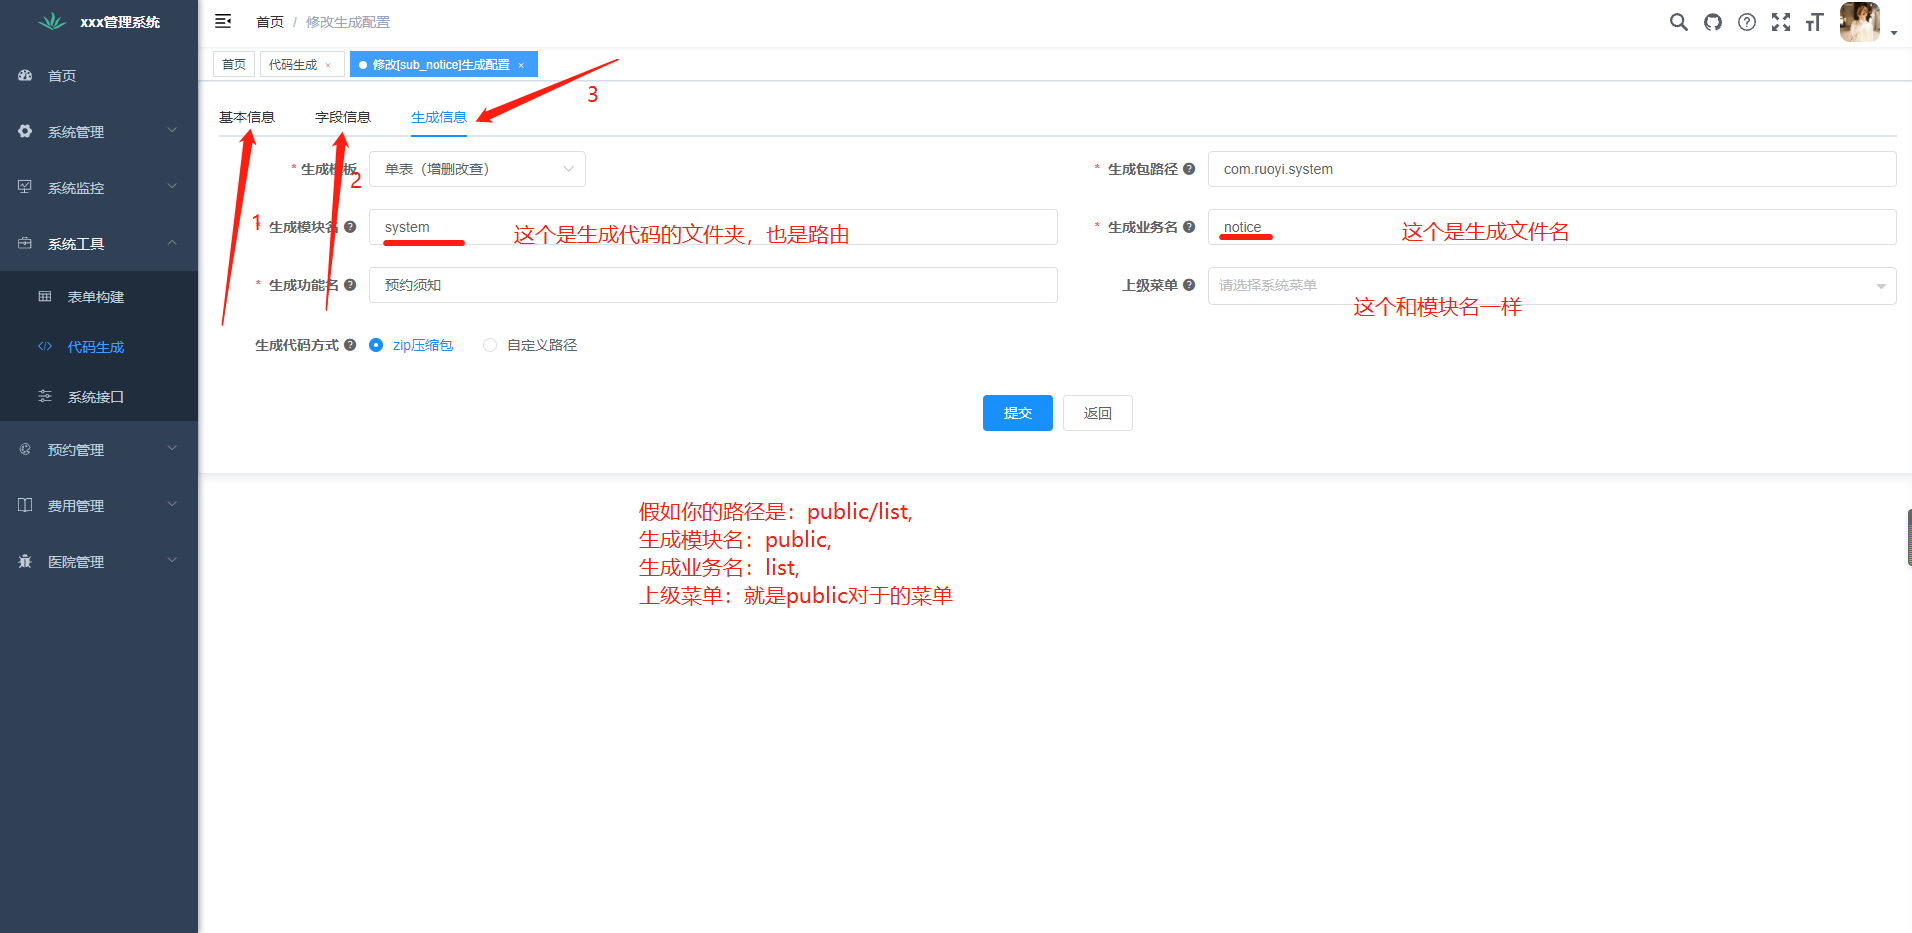 xxx管理系统
首页 / 修改生成配置
首页
代码生成 ×
修改[sub_notice]生成配置 ×
首页
系统管理
系统监控
系统工具
表单构建
代码生成
系统接口
预约管理
费用管理
医院管理
3
基本信息
字段信息
生成信息
* 生成模板
单表（增删改查）
* 生成包路径
com.ruoyi.system
2
1
* 生成模块名
system
这个是生成代码的文件夹，也是路由
* 生成业务名
notice
这个是生成文件名
* 生成功能名
预约须知
上级菜单
请选择系统菜单
这个和模块名一样
生成代码方式
zip压缩包
自定义路径
提交
返回
假如你的路径是：public/list,
生成模块名：public,
生成业务名：list,
上级菜单：就是public对于的菜单